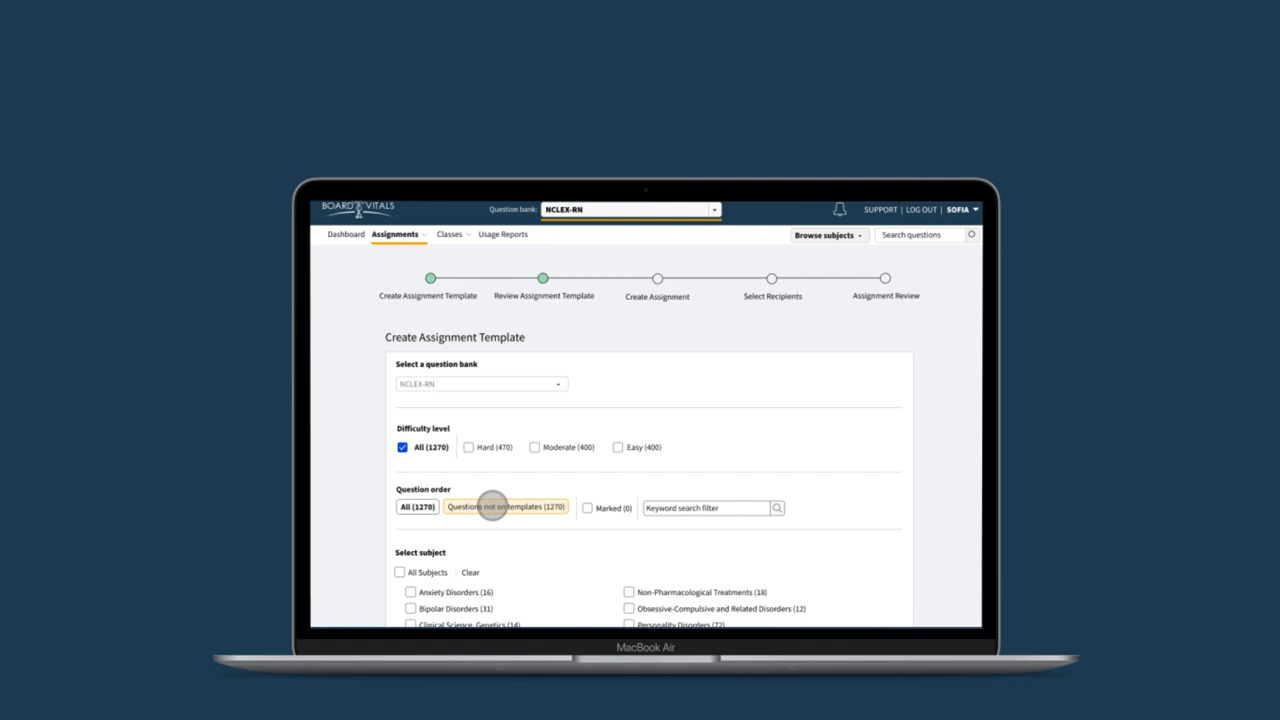 BOARD VITALS
Question bank: NCLEX-RN
SUPPORT | LOG OUT | SOFIA
Dashboard Assignments Classes Usage Reports
Browse subjects
Search questions
Create Assignment Template
Review Assignment Template
Create Assignment
Select Recipients
Assignment Review
Create Assignment Template
Select a question bank
NCLEX-RN
Difficulty level
All (1270) Hard (470) Moderate (400) Easy (400)
Question order
All (1270) Questions not on templates (1270) Marked (0) Keyword search filter
Select subject
All Subjects Clear
Anxiety Disorders (16) Non-Pharmacological Treatments (18)
Bipolar Disorders (31) Obsessive-Compulsive and Related Disorders (12)
Clinical Science, Genetics (14) Personality Disorders (72)
MacBook Air